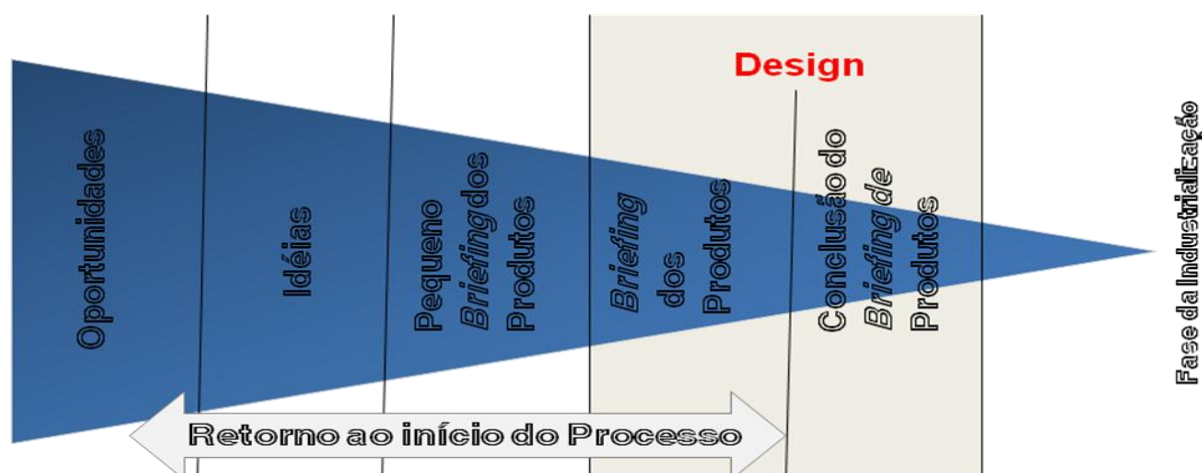 Design
Oportunidades
Idéias
Pequeno
Briefing dos
Produtos
Briefing
dos
Produtos
Conclusão do
Briefing de
Produtos
Fase da Industrialização
Retorno ao início do Processo